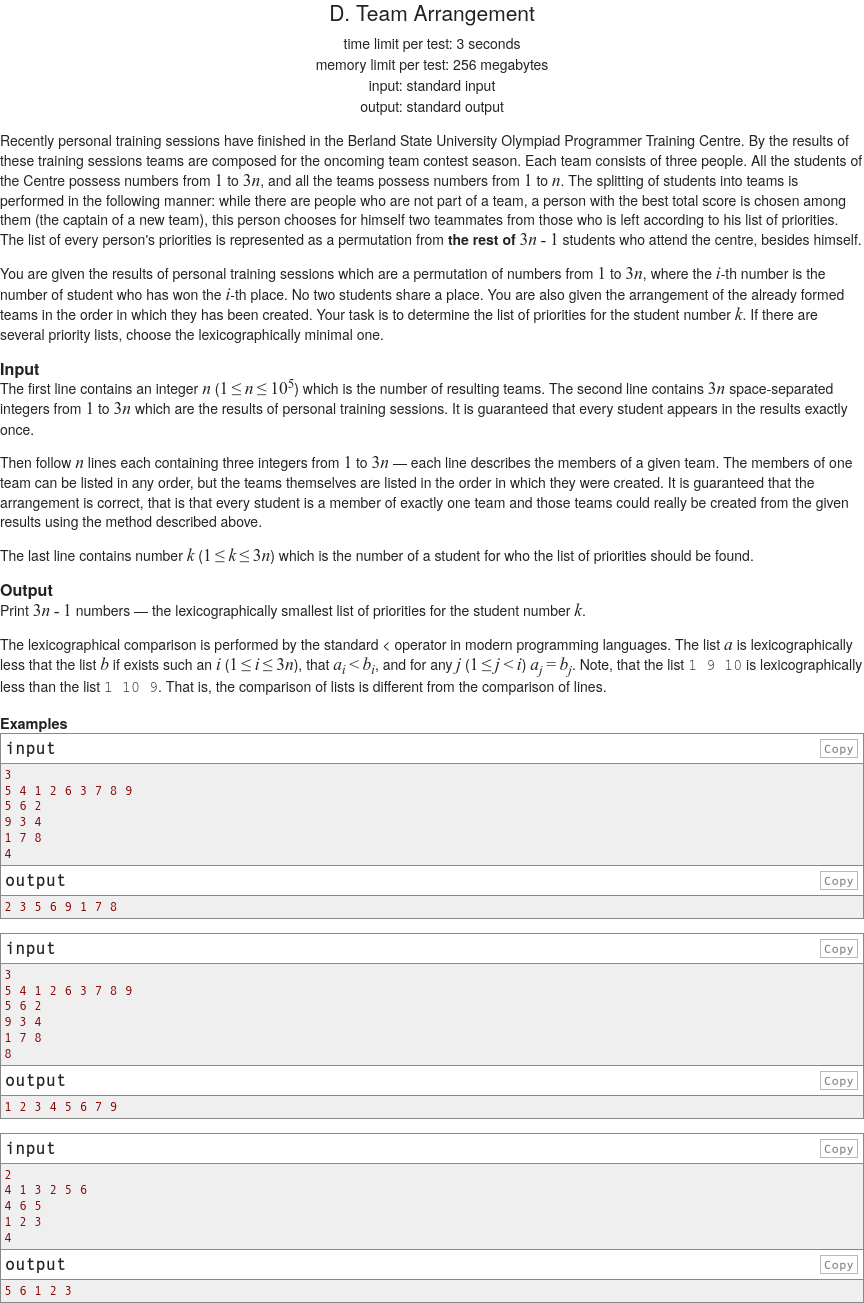 D. Team Arrangement
time limit per test: 3 seconds
memory limit per test: 256 megabytes
input: standard input
output: standard output
Recently personal training sessions have finished in the Berland State University Olympiad Programmer Training Centre. By the results of
these training sessions teams are composed for the oncoming team contest season. Each team consists of three people. All the students of
the Centre possess numbers from 1 to 3n, and all the teams possess numbers from 1 to n. The splitting of students into teams is
performed in the following manner: while there are people who are not part of a team, a person with the best total score is chosen among
them (the captain of a new team), this person chooses for himself two teammates from those who is left according to his list of priorities.
The list of every person's priorities is represented as a permutation from the rest of 3n - 1 students who attend the centre, besides himself.
You are given the results of personal training sessions which are a permutation of numbers from 1 to 3n, where the i-th number is the
number of student who has won the i-th place. No two students share a place. You are also given the arrangement of the already formed
teams in the order in which they has been created. Your task is to determine the list of priorities for the student number k. If there are
several priority lists, choose the lexicographically minimal one.
Input
The first line contains an integer n (1 ≤ n ≤ 10^5) which is the number of resulting teams. The second line contains 3n space-separated
integers from 1 to 3n which are the results of personal training sessions. It is guaranteed that every student appears in the results exactly
once.
Then follow n lines each containing three integers from 1 to 3n — each line describes the members of a given team. The members of one
team can be listed in any order, but the teams themselves are listed in the order in which they were created. It is guaranteed that the
arrangement is correct, that is that every student is a member of exactly one team and those teams could really be created from the given
results using the method described above.
The last line contains number k (1 ≤ k ≤ 3n) which is the number of a student for who the list of priorities should be found.
Output
Print 3n - 1 numbers — the lexicographically smallest list of priorities for the student number k.
The lexicographical comparison is performed by the standard < operator in modern programming languages. The list a is lexicographically
less that the list b if exists such an i (1 ≤ i ≤ 3n), that a_i < b_i, and for any j (1 ≤ j < i) a_j = b_j. Note, that the list 1 9 10 is lexicographically
less than the list 1 10 9. That is, the comparison of lists is different from the comparison of lines.
Examples
input Copy
3
5 4 1 2 6 3 7 8 9
5 6 2
9 3 4
1 7 8
4
output Copy
2 3 5 6 9 1 7 8
input Copy
3
5 4 1 2 6 3 7 8 9
5 6 2
9 3 4
1 7 8
8
output Copy
1 2 3 4 5 6 7 9
input Copy
2
4 1 3 2 5 6
4 6 5
1 2 3
4
output Copy
5 6 1 2 3